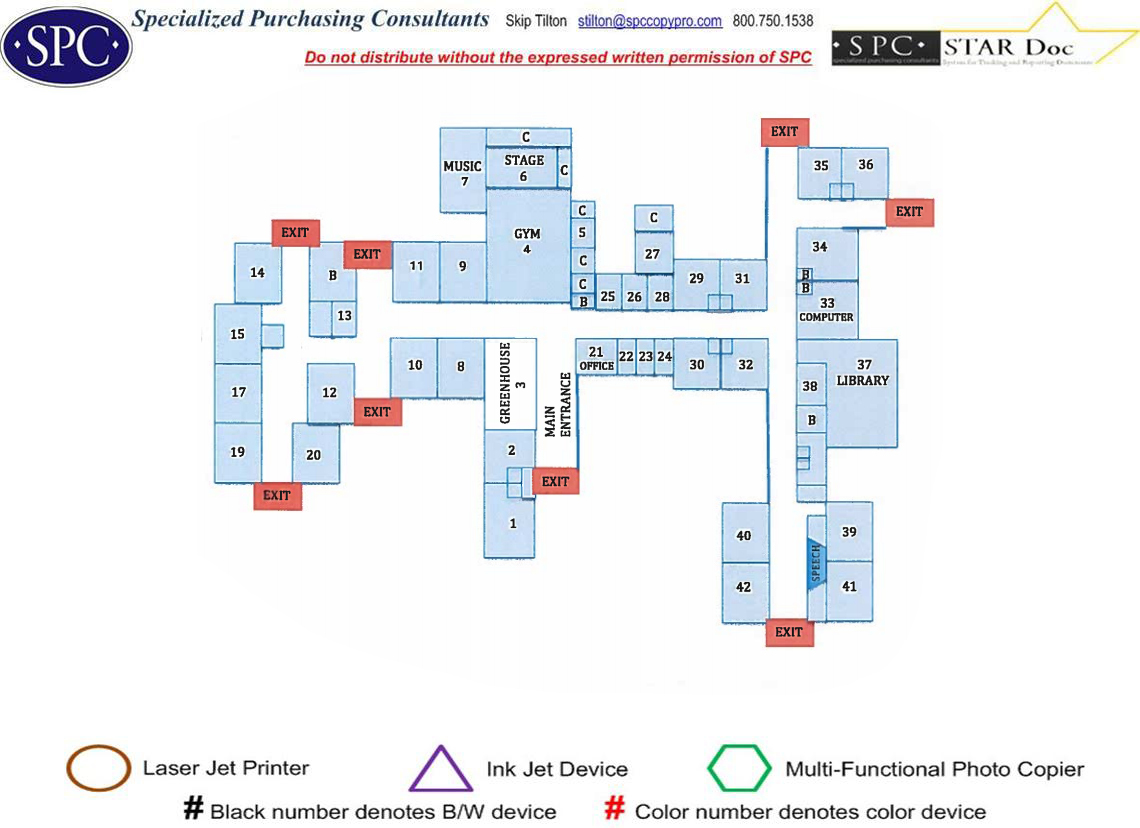 Specialized Purchasing Consultants Skip Tilton stilton@spccopypro.com 800.750.1538
·SPC·
Do not distribute without the expressed written permission of SPC
· S P C · STAR Doc
specialized purchasing consultants System for Tracking and Reporting Documents
EXIT
C
MUSIC
7
STAGE
6
C
35 36
C
EXIT
C
5
GYM
4
EXIT
EXIT
34
27
C
14
B
11
9
29
31
B
C
B
25 26 28
B
33
COMPUTER
13
15
GREENHOUSE
3
21
OFFICE
22 23 24
10
8
30
32
37
LIBRARY
MAIN
ENTRANCE
17
12
38
EXIT
B
19
20
2
EXIT
EXIT
1
40
39
SPEECH
42
41
EXIT
Laser Jet Printer
Ink Jet Device
Multi-Functional Photo Copier
# Black number denotes B/W device
# Color number denotes color device